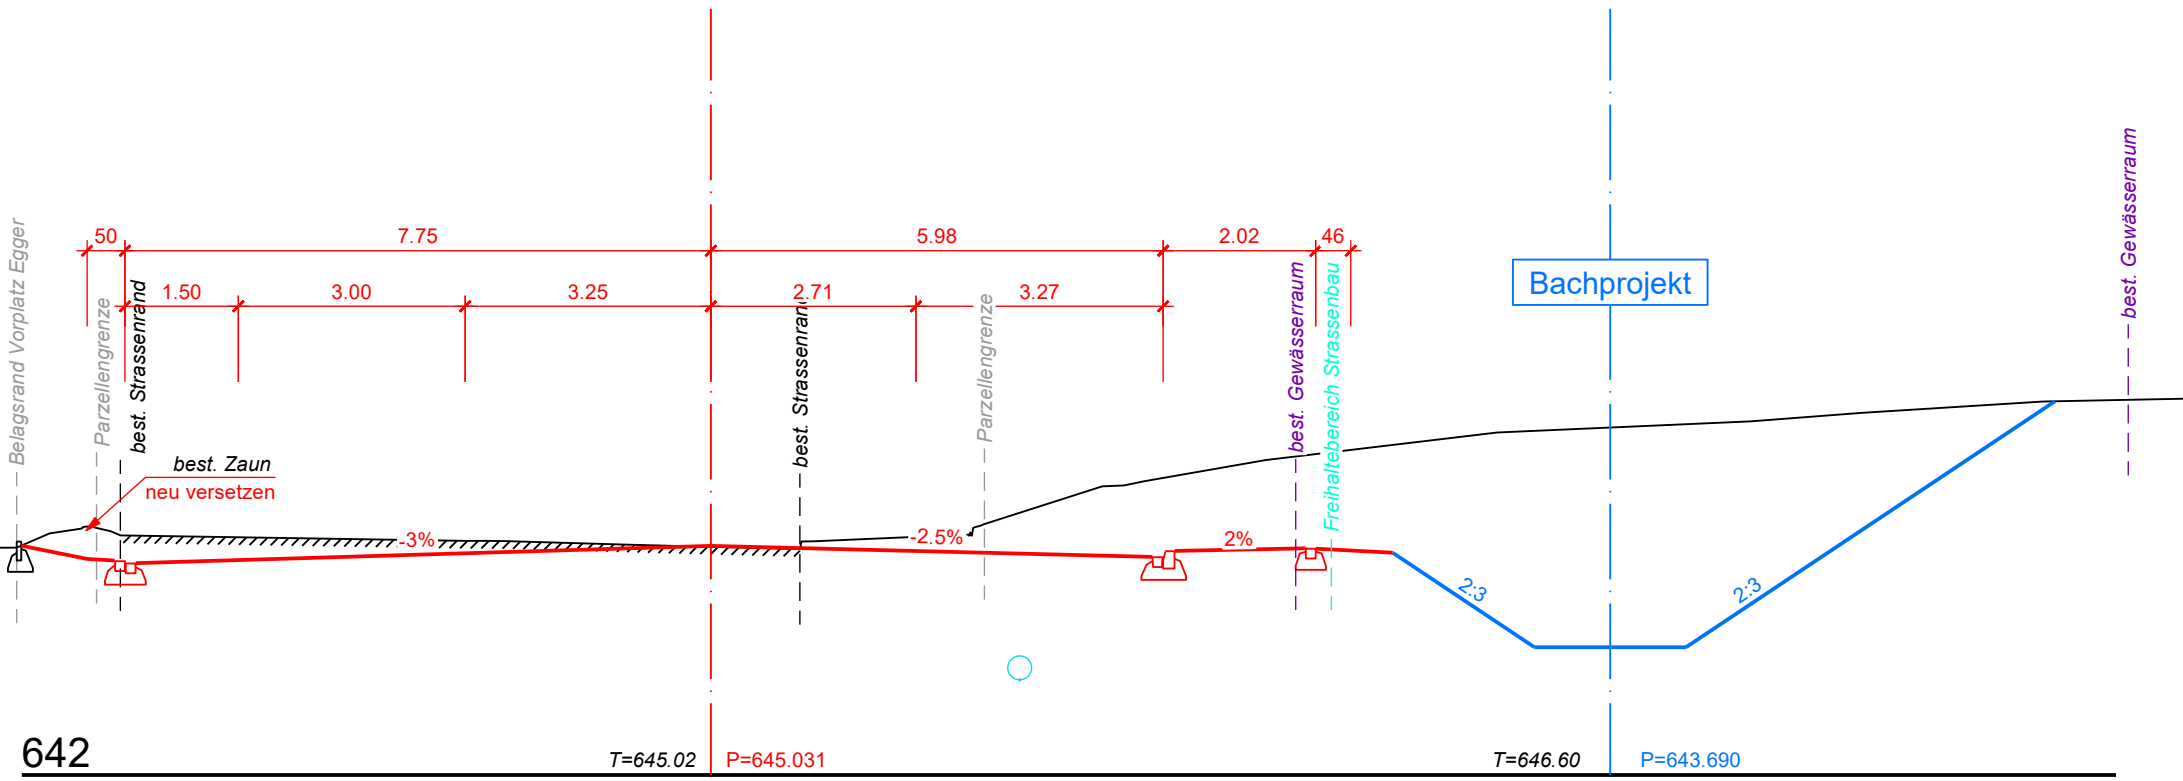 50
7.75
5.98
2.02
46
1.50
3.00
3.25
2.71
3.27
Belagsrand Vorplatz Egger
Parzellengrenze
best. Strassenrand
best. Strassenrand
Parzellengrenze
best. Gewässerraum
Freihaltebereich Strassenbau
Bachprojekt
best. Gewässerraum
best. Zaun
neu versetzen
-3%
-2.5%
2%
2:3
2:3
642
T=645.02
P=645.031
T=646.60
P=643.690